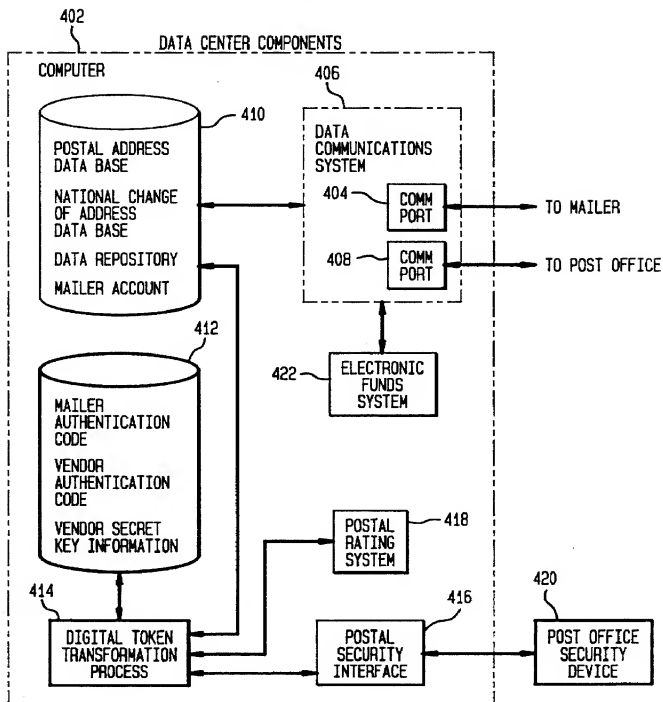 402
DATA CENTER COMPONENTS
COMPUTER
410
POSTAL ADDRESS
DATA BASE
NATIONAL CHANGE
OF ADDRESS
DATA BASE
DATA REPOSITORY
MAILER ACCOUNT
406
DATA
COMMUNICATIONS
SYSTEM
404
COMM
PORT
TO MAILER
408
COMM
PORT
TO POST OFFICE
422
ELECTRONIC
FUNDS
SYSTEM
412
MAILER
AUTHENTICATION
CODE
VENDOR
AUTHENTICATION
CODE
VENDOR SECRET
KEY INFORMATION
POSTAL
RATING
SYSTEM
418
414
DIGITAL TOKEN
TRANSFORMATION
PROCESS
416
POSTAL
SECURITY
INTERFACE
420
POST OFFICE
SECURITY
DEVICE